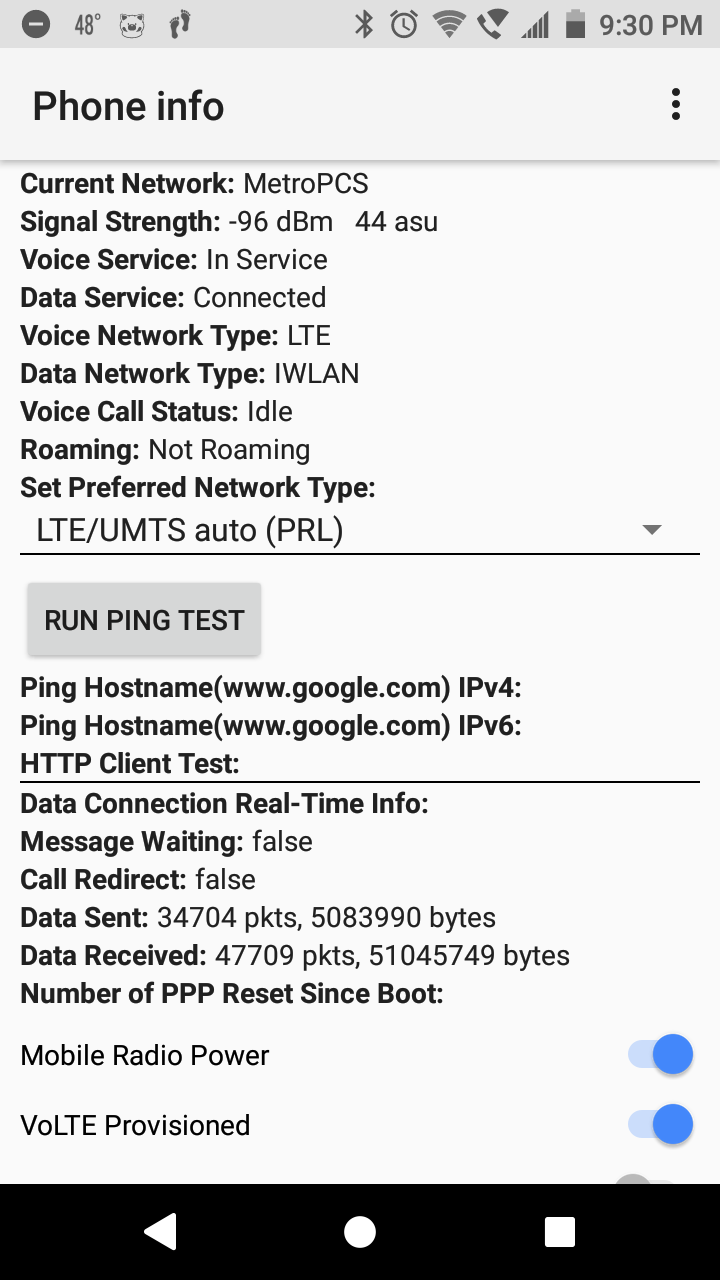 48° 9:30 PM
Phone info
Current Network: MetroPCS
Signal Strength: -96 dBm 44 asu
Voice Service: In Service
Data Service: Connected
Voice Network Type: LTE
Data Network Type: IWLAN
Voice Call Status: Idle
Roaming: Not Roaming
Set Preferred Network Type:
LTE/UMTS auto (PRL)
RUN PING TEST
Ping Hostname(www.google.com) IPv4:
Ping Hostname(www.google.com) IPv6:
HTTP Client Test:
Data Connection Real-Time Info:
Message Waiting: false
Call Redirect: false
Data Sent: 34704 pkts, 5083990 bytes
Data Received: 47709 pkts, 51045749 bytes
Number of PPP Reset Since Boot:
Mobile Radio Power
VoLTE Provisioned